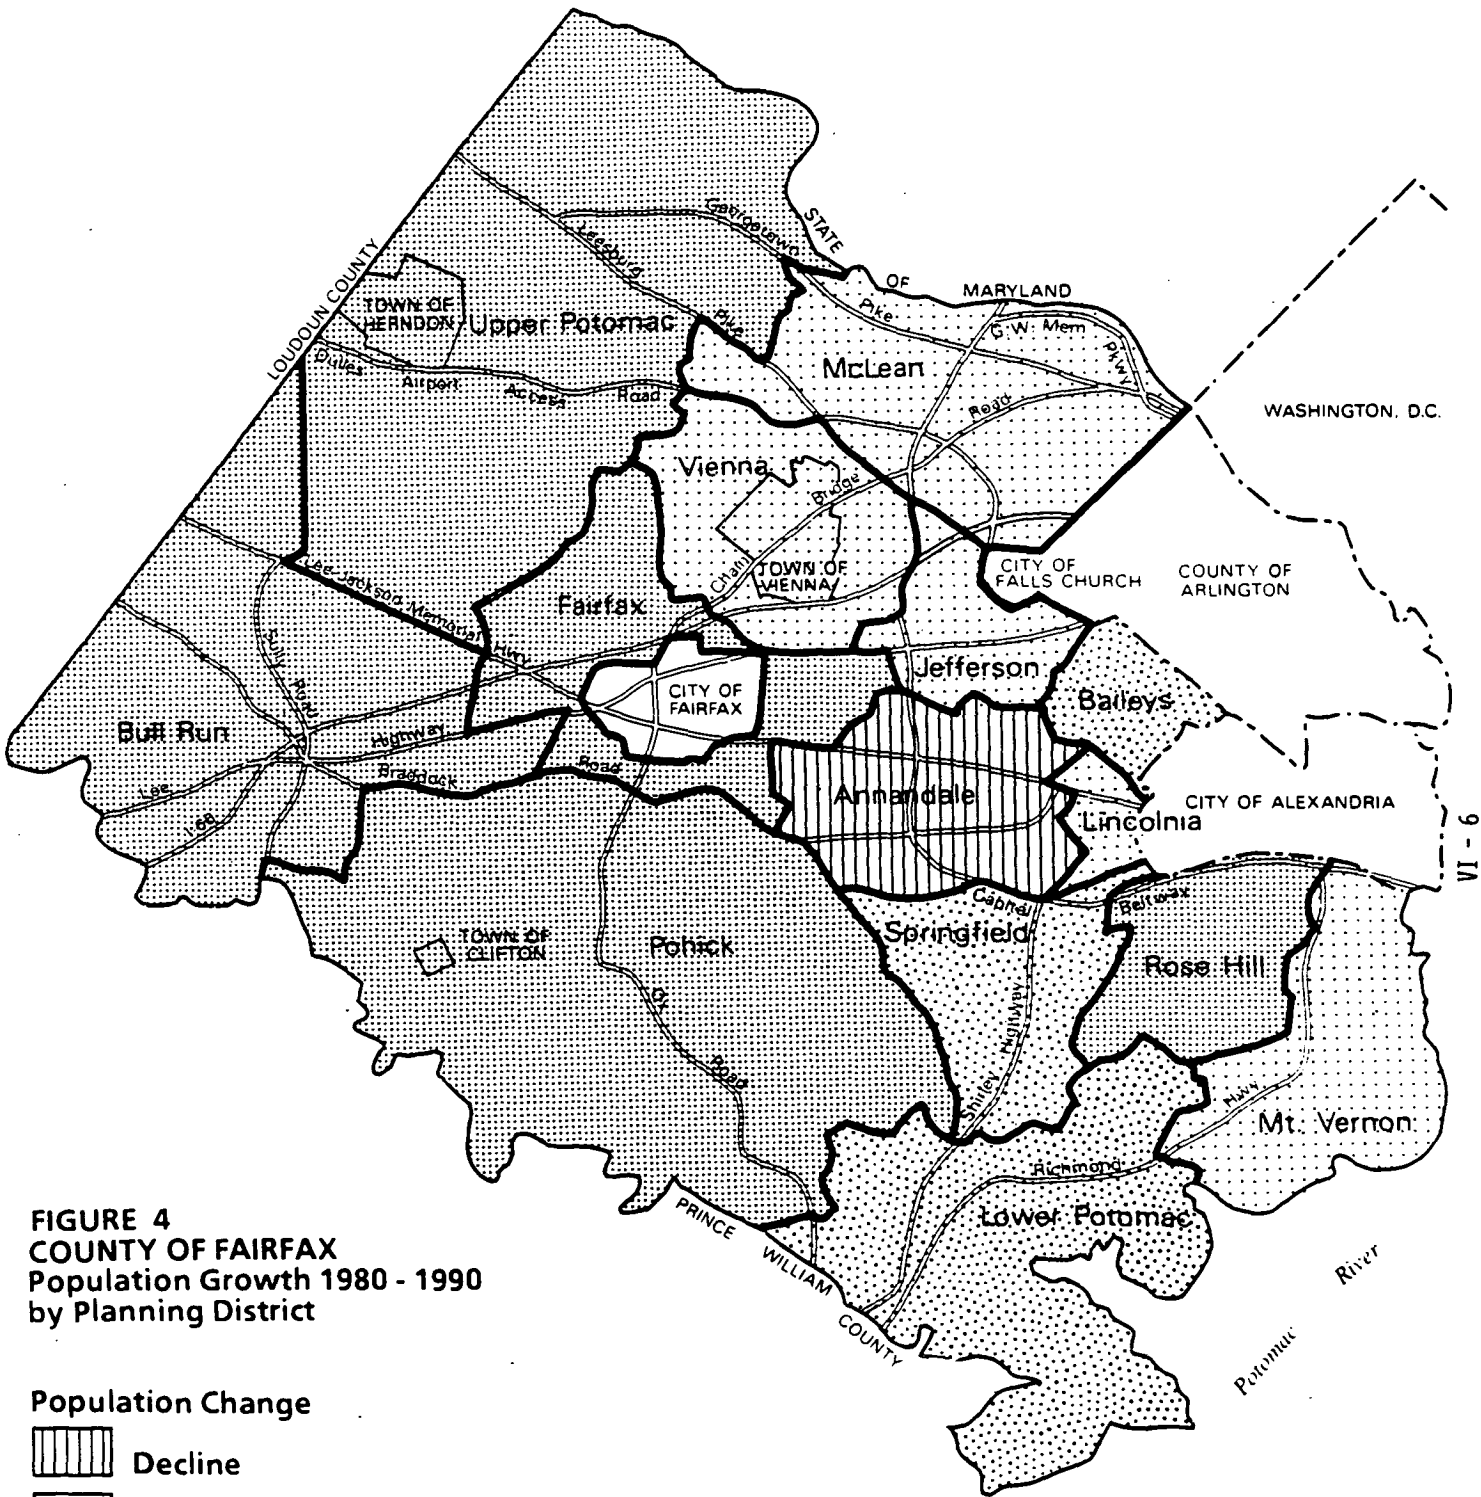 STATE
OF
MARYLAND
Georgetown
Pike
Leesburg
Pike
G.W. Mem
Pkwy
LOUDOUN COUNTY
TOWN OF
HERNDON
Upper Potomac
McLean
Dulles
Airport
Access
Road
Road
WASHINGTON, D.C.
Vienna
Bridge
Chain
TOWN OF
VIENNA
CITY OF
FALLS CHURCH
COUNTY OF
ARLINGTON
Lee-Jackson Memorial HWY
Fairfax
Sully
Road
Jefferson
CITY OF
FAIRFAX
Baileys
Bull Run
Highway
Lee
Braddock
Road
I-66
Annandale
Lincolnia
CITY OF ALEXANDRIA
VI - 6
Capital
Beltway
TOWN OF
CLIFTON
Pohick
Springfield
Rose Hill
Ox
Road
Shirley
Highway
Hwy
Mt. Vernon
Richmond
Lower Potomac
PRINCE
WILLIAM
COUNTY
River
Potomac
FIGURE 4
COUNTY OF FAIRFAX
Population Growth 1980 - 1990
by Planning District
Population Change
Decline